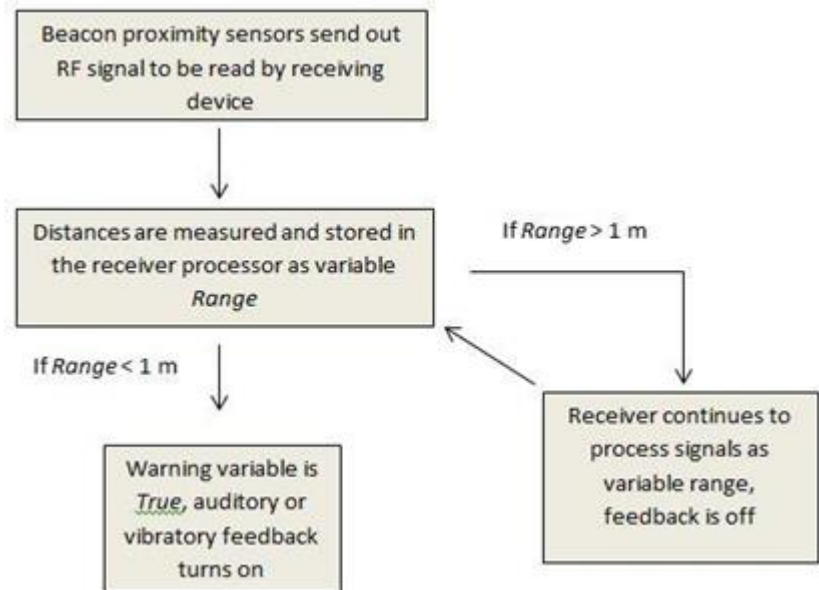 Beacon proximity sensors send out
RF signal to be read by receiving
device
Distances are measured and stored in
the receiver processor as variable
Range
If Range > 1 m
If Range < 1 m
Receiver continues to
process signals as
variable range,
feedback is off
Warning variable is
True, auditory or
vibratory feedback
turns on